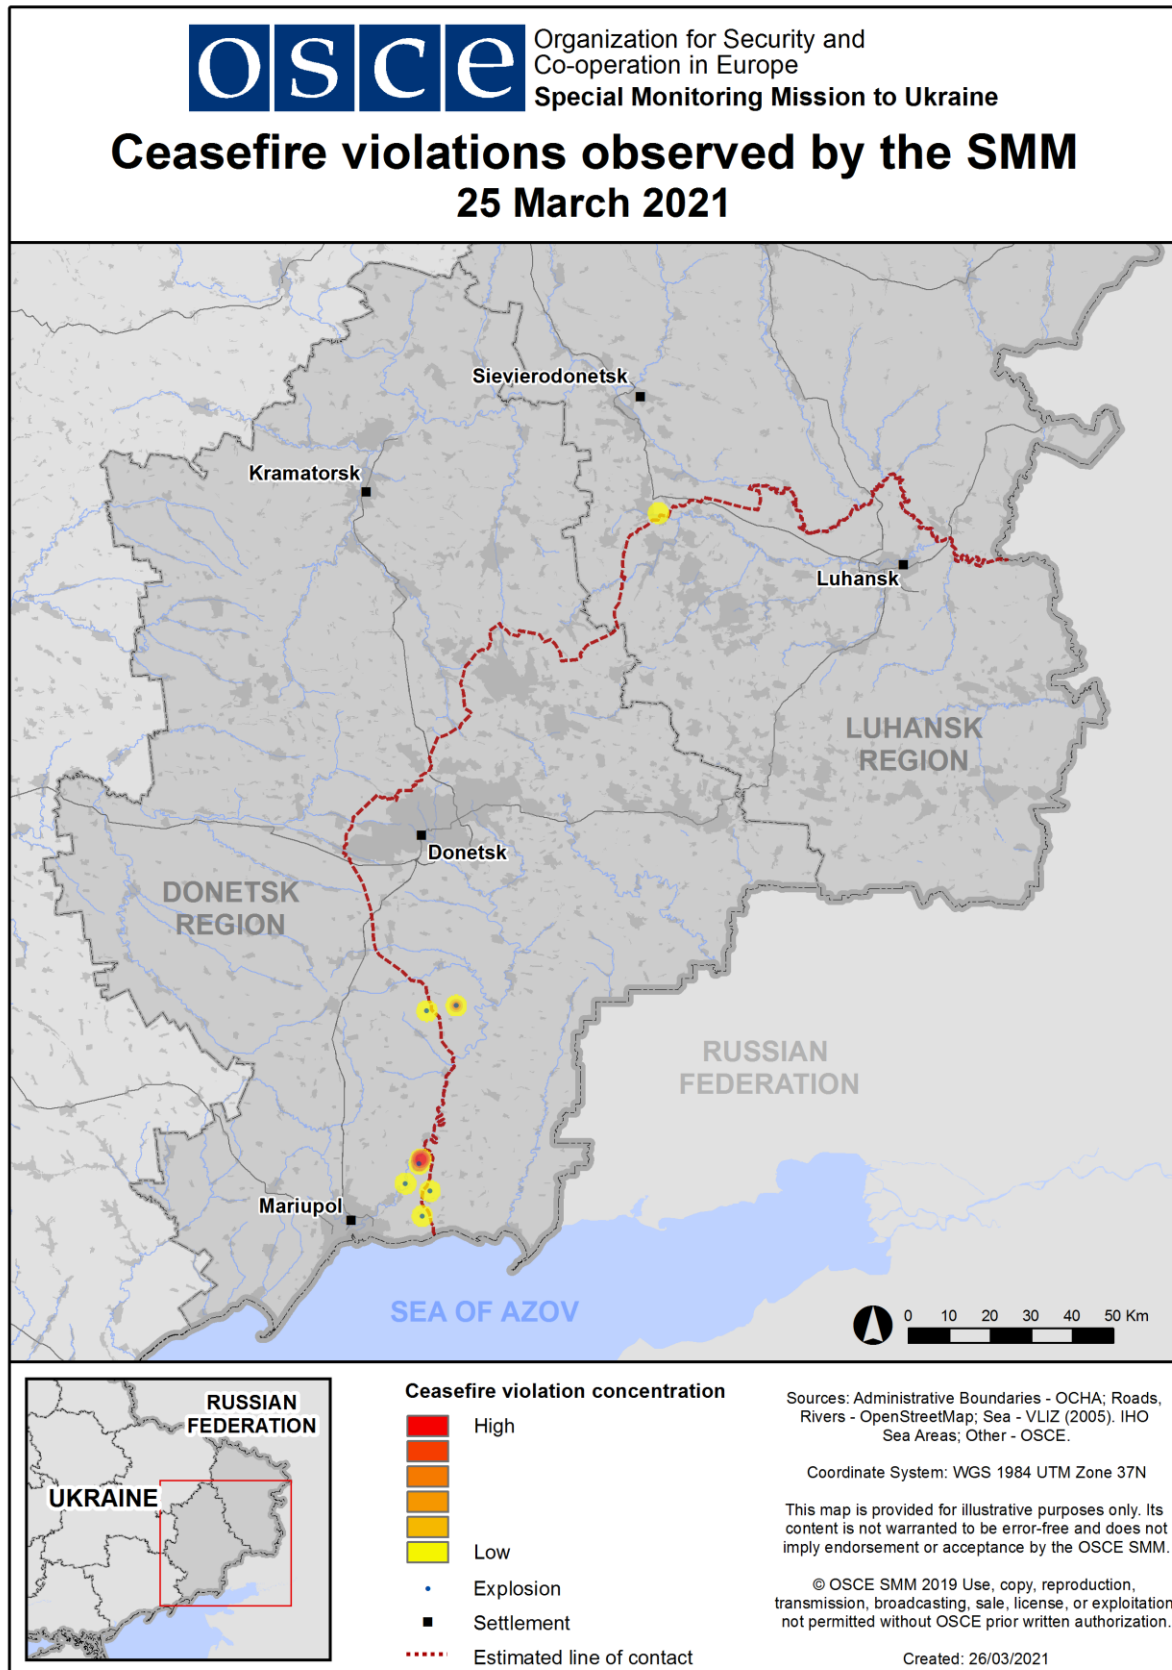 osce
Organization for Security and
Co-operation in Europe
Special Monitoring Mission to Ukraine
Ceasefire violations observed by the SMM
25 March 2021
Sievierodonetsk
Kramatorsk
Luhansk
LUHANSK
REGION
Donetsk
DONETSK
REGION
RUSSIAN
FEDERATION
Mariupol
SEA OF AZOV
0 10 20 30 40 50 Km
RUSSIAN
FEDERATION
UKRAINE
Ceasefire violation concentration
High
Low
Explosion
Settlement
Estimated line of contact
Sources: Administrative Boundaries - OCHA; Roads,
Rivers - OpenStreetMap; Sea - VLIZ (2005). IHO
Sea Areas; Other - OSCE.
Coordinate System: WGS 1984 UTM Zone 37N
This map is provided for illustrative purposes only. Its
content is not warranted to be error-free and does not
imply endorsement or acceptance by the OSCE SMM.
© OSCE SMM 2019 Use, copy, reproduction,
transmission, broadcasting, sale, license, or exploitation
not permitted without OSCE prior written authorization.
Created: 26/03/2021